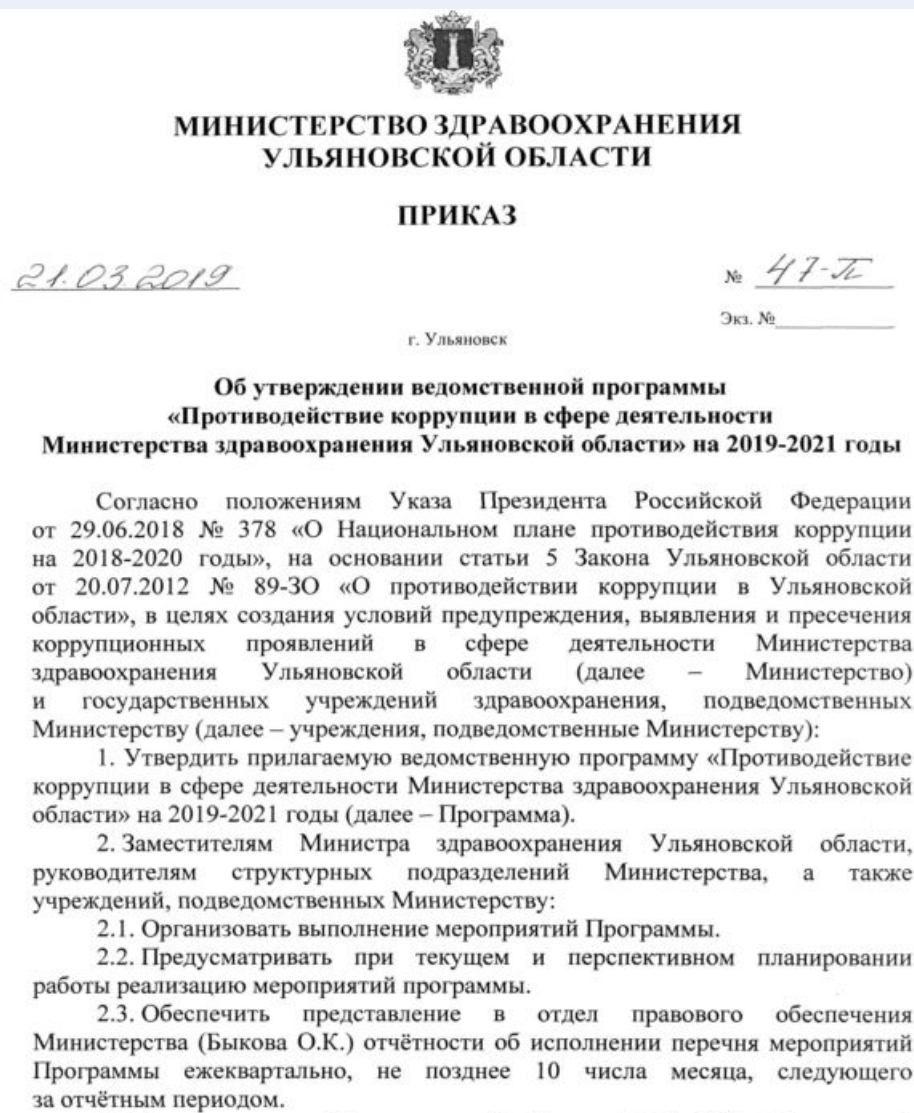 МИНИСТЕРСТВО ЗДРАВООХРАНЕНИЯ
УЛЬЯНОВСКОЙ ОБЛАСТИ
ПРИКАЗ
21.03.2019
№ 47-П
Экз. №
г. Ульяновск
Об утверждении ведомственной программы
«Противодействие коррупции в сфере деятельности
Министерства здравоохранения Ульяновской области» на 2019-2021 годы
Согласно положениям Указа Президента Российской Федерации
от 29.06.2018 № 378 «О Национальном плане противодействия коррупции
на 2018-2020 годы», на основании статьи 5 Закона Ульяновской области
от 20.07.2012 № 89-ЗО «О противодействии коррупции в Ульяновской
области», в целях создания условий предупреждения, выявления и пресечения
коррупционных проявлений в сфере деятельности Министерства
здравоохранения Ульяновской области (далее – Министерство)
и государственных учреждений здравоохранения, подведомственных
Министерству (далее – учреждения, подведомственные Министерству):
1. Утвердить прилагаемую ведомственную программу «Противодействие
коррупции в сфере деятельности Министерства здравоохранения Ульяновской
области» на 2019-2021 годы (далее – Программа).
2. Заместителям Министра здравоохранения Ульяновской области,
руководителям структурных подразделений Министерства, а также
учреждений, подведомственных Министерству:
2.1. Организовать выполнение мероприятий Программы.
2.2. Предусматривать при текущем и перспективном планировании
работы реализацию мероприятий программы.
2.3. Обеспечить представление в отдел правового обеспечения
Министерства (Быкова О.К.) отчётности об исполнении перечня мероприятий
Программы ежеквартально, не позднее 10 числа месяца, следующего
за отчётным периодом.